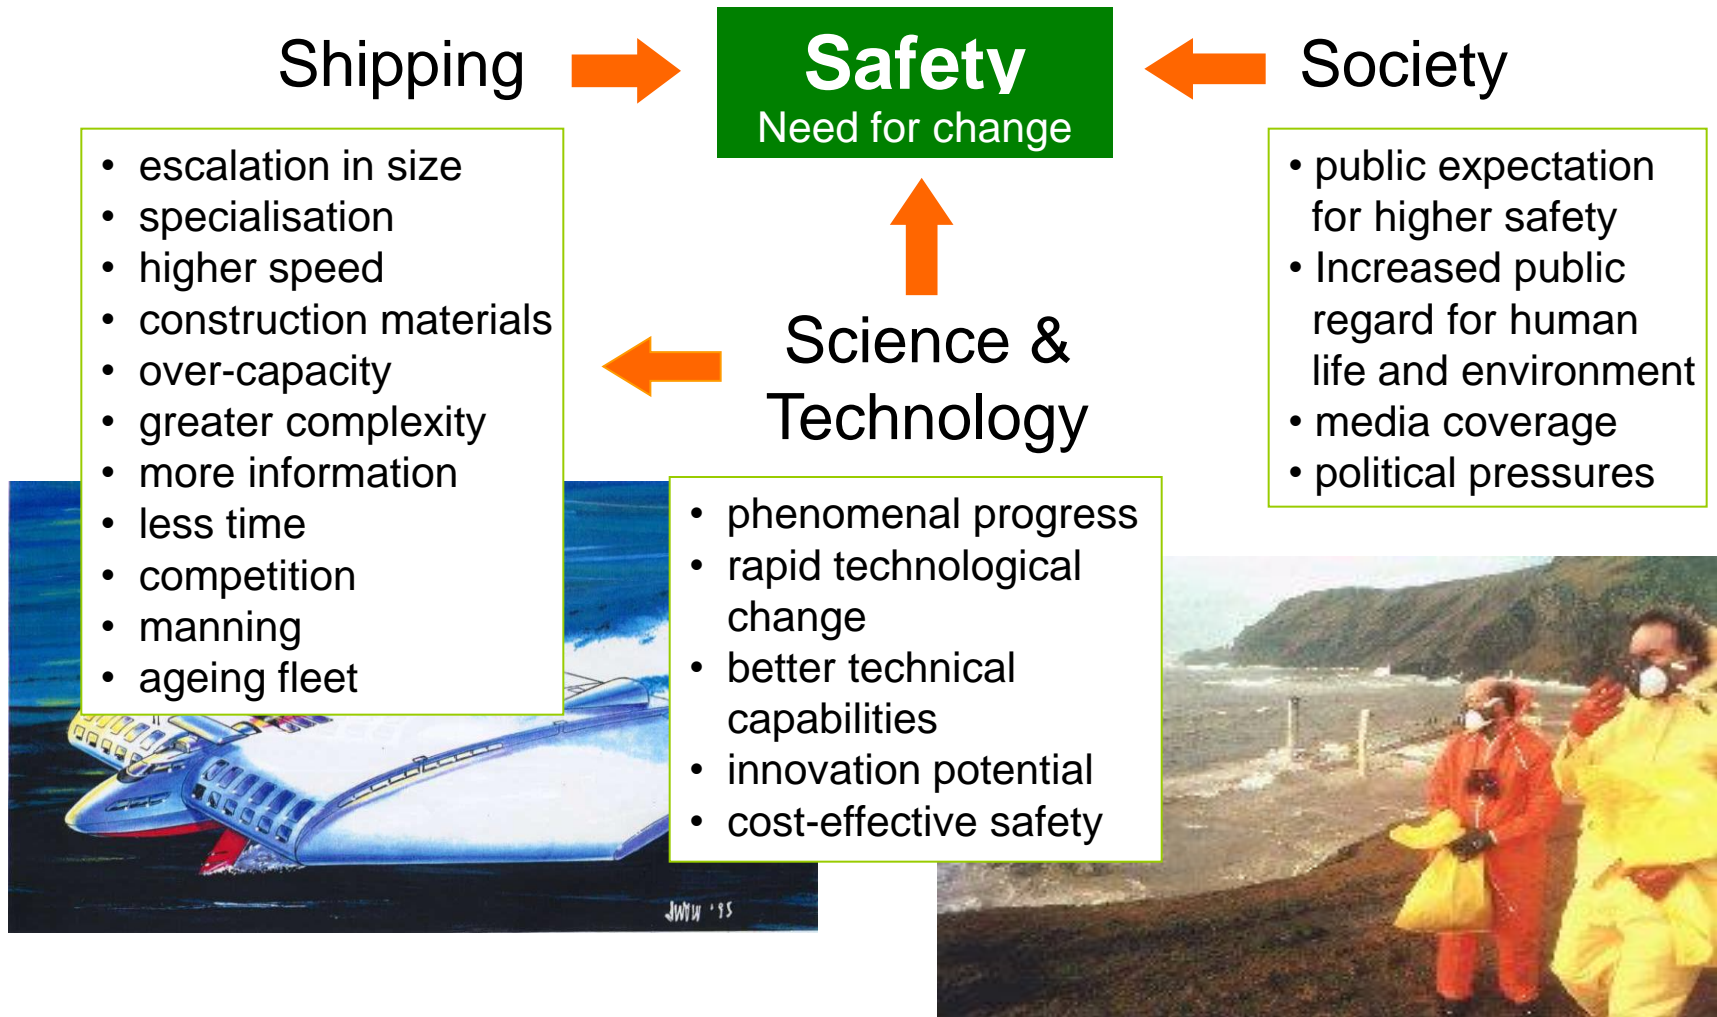 Shipping
Safety
Need for change
Society
• escalation in size
• specialisation
• higher speed
• construction materials
• over-capacity
• greater complexity
• more information
• less time
• competition
• manning
• ageing fleet
Science &
Technology
• phenomenal progress
• rapid technological
change
• better technical
capabilities
• innovation potential
• cost-effective safety
• public expectation
for higher safety
• Increased public
regard for human
life and environment
• media coverage
• political pressures